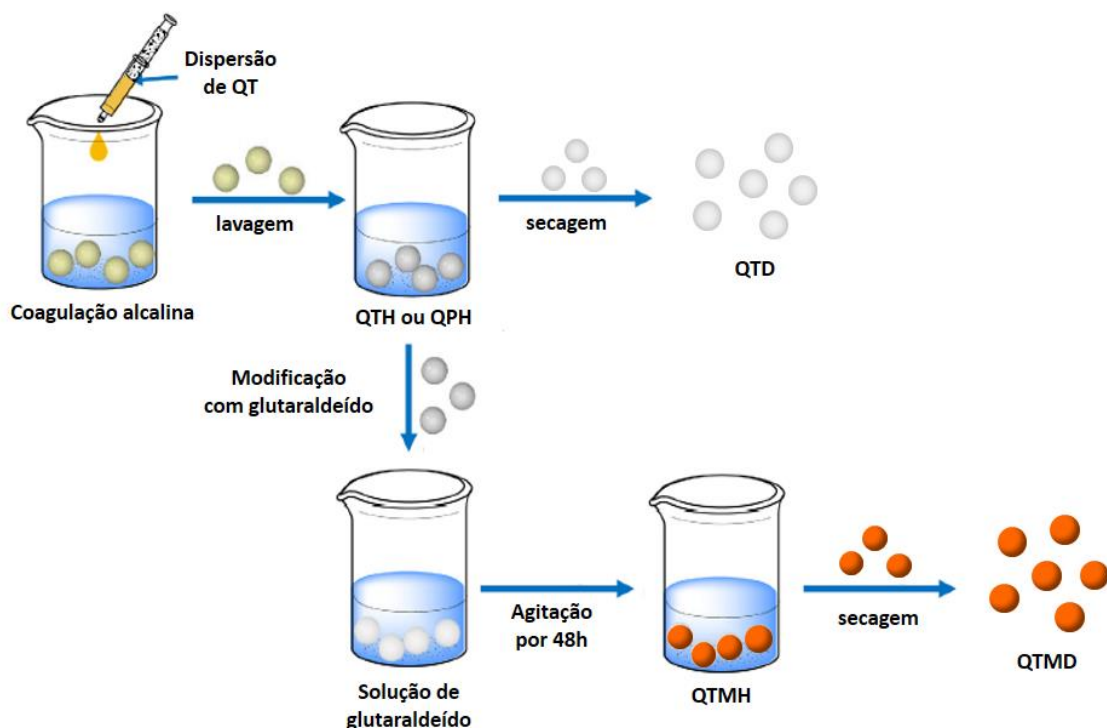 Dispersão
de QT
lavagem
secagem
QTD
Coagulação alcalina
QTH ou QPH
Modificação
com glutaraldeído
Agitação
por 48h
secagem
Solução de
glutaraldeído
QTMH
QTMD